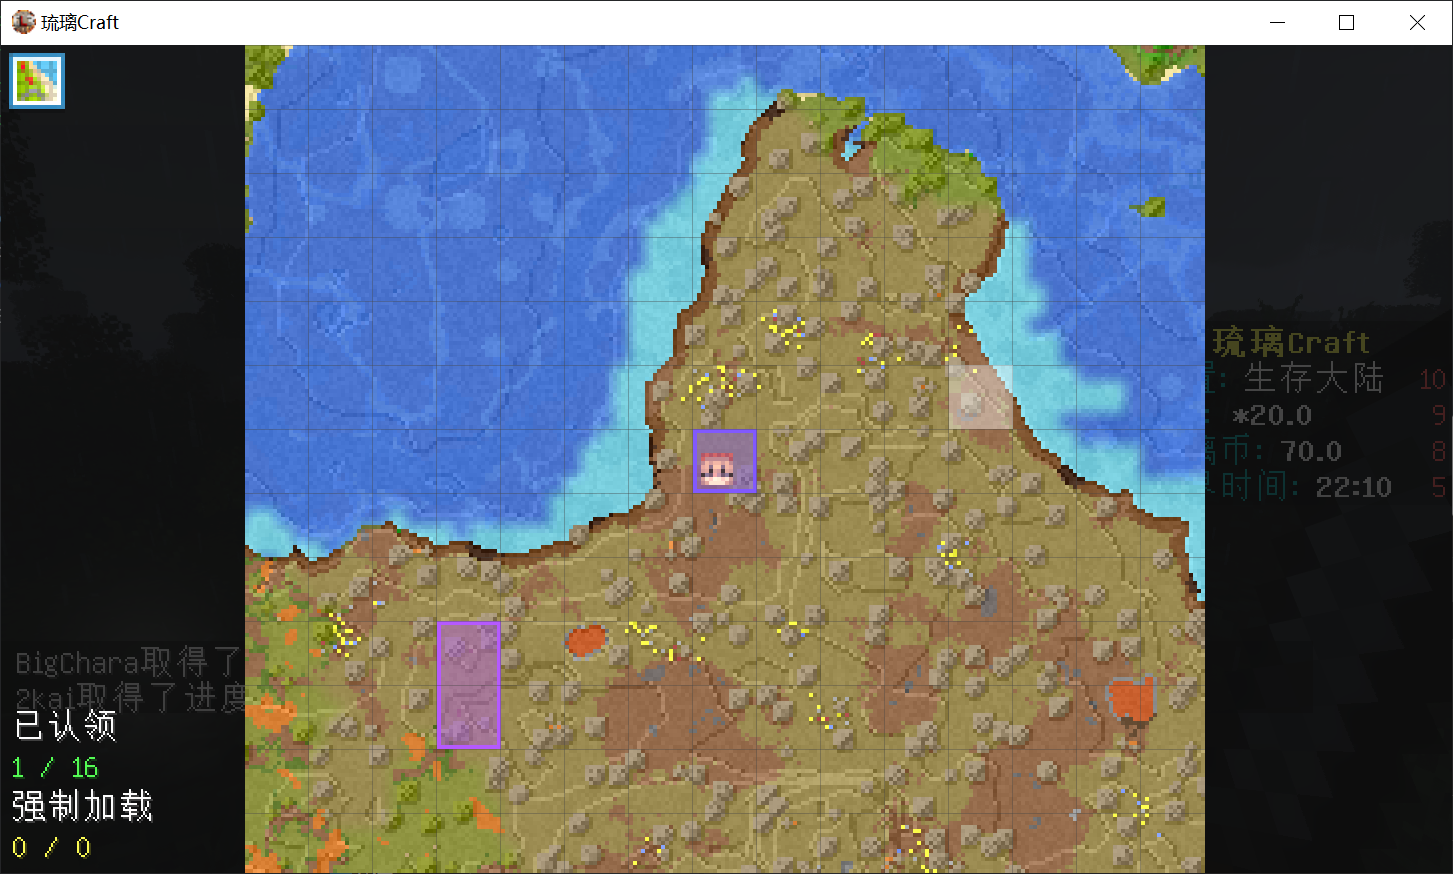 琉璃Craft
琉璃Craft
: 生存大陆 10
: *20.0 9
币: 70.0 8
时间: 22:10 5
BigChara取得了
2kai取得了进度
已认领
1 / 16
强制加载
0 / 0